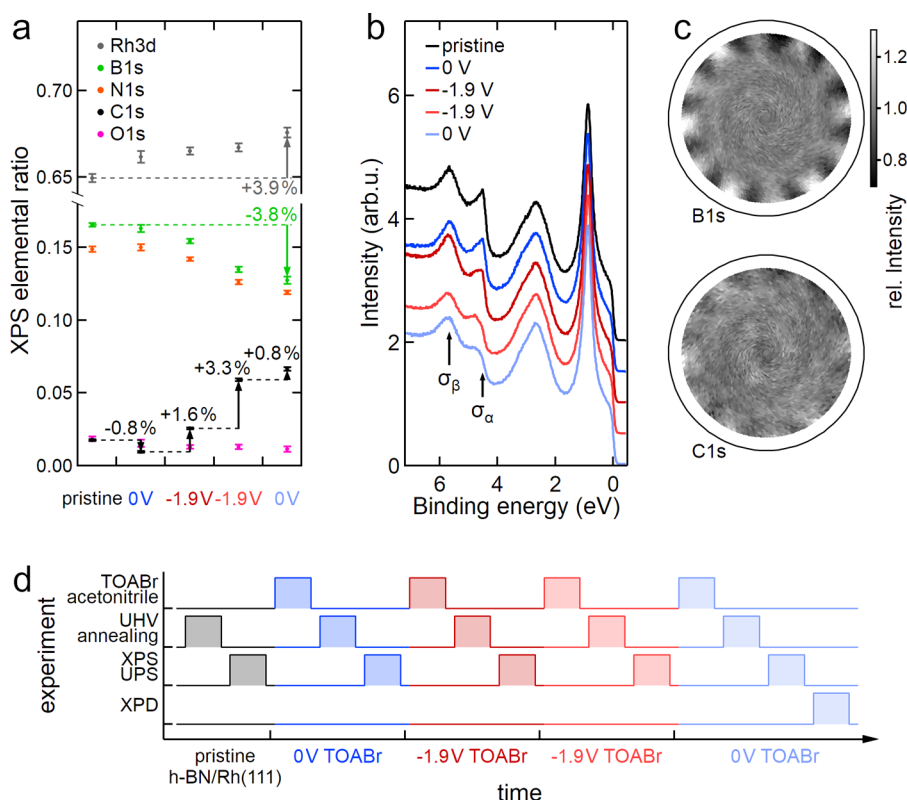 a
Rh3d
B1s
N1s
C1s
O1s
XPS elemental ratio
0.70
0.65
0.15
0.10
0.05
0.00
+3.9%
-3.8%
-0.8%
+1.6%
+3.3%
+0.8%
pristine 0V -1.9V -1.9V 0V
b
pristine
0 V
-1.9 V
-1.9 V
0 V
Intensity (arb.u.)
6
4
2
0
σβ
σα
6 4 2 0
Binding energy (eV)
c
B1s
C1s
1.2
1.0
0.8
rel. Intensity
d
experiment
TOABr
acetonitrile
UHV
annealing
XPS
UPS
XPD
pristine
h-BN/Rh(111)
0V TOABr
-1.9V TOABr
-1.9V TOABr
0V TOABr
time